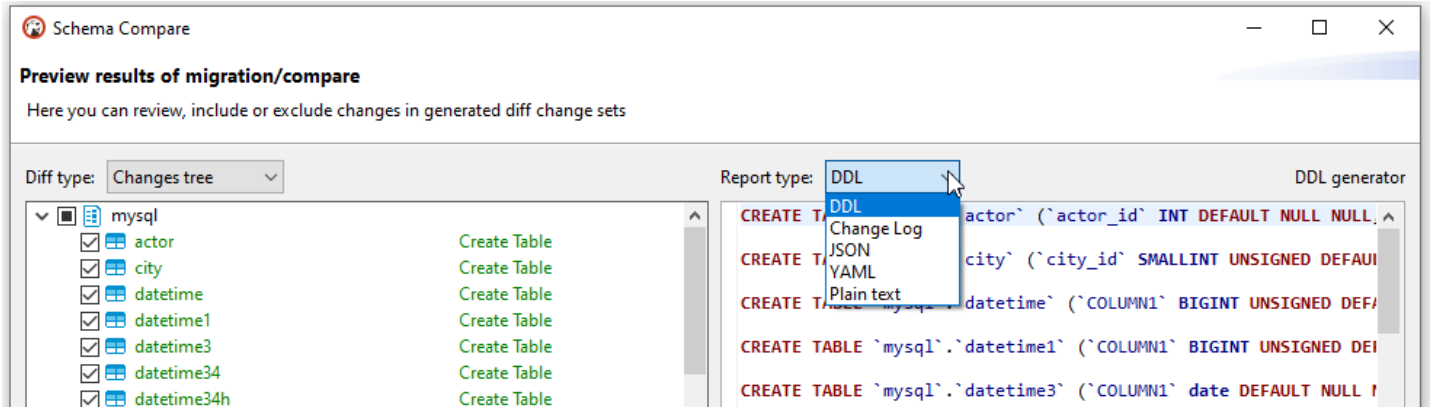 Schema Compare
Preview results of migration/compare
Here you can review, include or exclude changes in generated diff change sets
Diff type: Changes tree
Report type: DDL
DDL generator
mysql
actor Create Table
city Create Table
datetime Create Table
datetime1 Create Table
datetime3 Create Table
datetime34 Create Table
datetime34h Create Table
DDL
Change Log
JSON
YAML
Plain text
CREATE actor` (`actor_id` INT DEFAULT NULL NULL,
CREATE city` (`city_id` SMALLINT UNSIGNED DEFAUL
CREATE TABLE `mysql`.`datetime` (`COLUMN1` BIGINT UNSIGNED DEFA
CREATE TABLE `mysql`.`datetime1` (`COLUMN1` BIGINT UNSIGNED DEF
CREATE TABLE `mysql`.`datetime3` (`COLUMN1` date DEFAULT NULL N